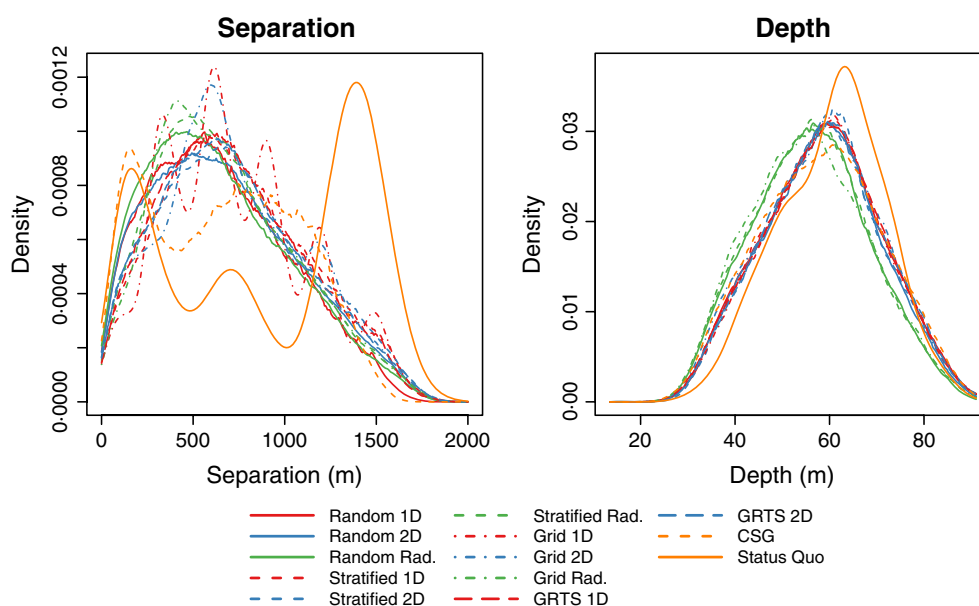 Separation
Depth
Density
0.0000
0.0004
0.0008
0.0012
0
500
1000
1500
2000
Separation (m)
Density
0.00
0.01
0.02
0.03
20
40
60
80
Depth (m)
Random 1D
Random 2D
Random Rad.
Stratified 1D
Stratified 2D
Stratified Rad.
Grid 1D
Grid 2D
Grid Rad.
GRTS 1D
GRTS 2D
CSG
Status Quo